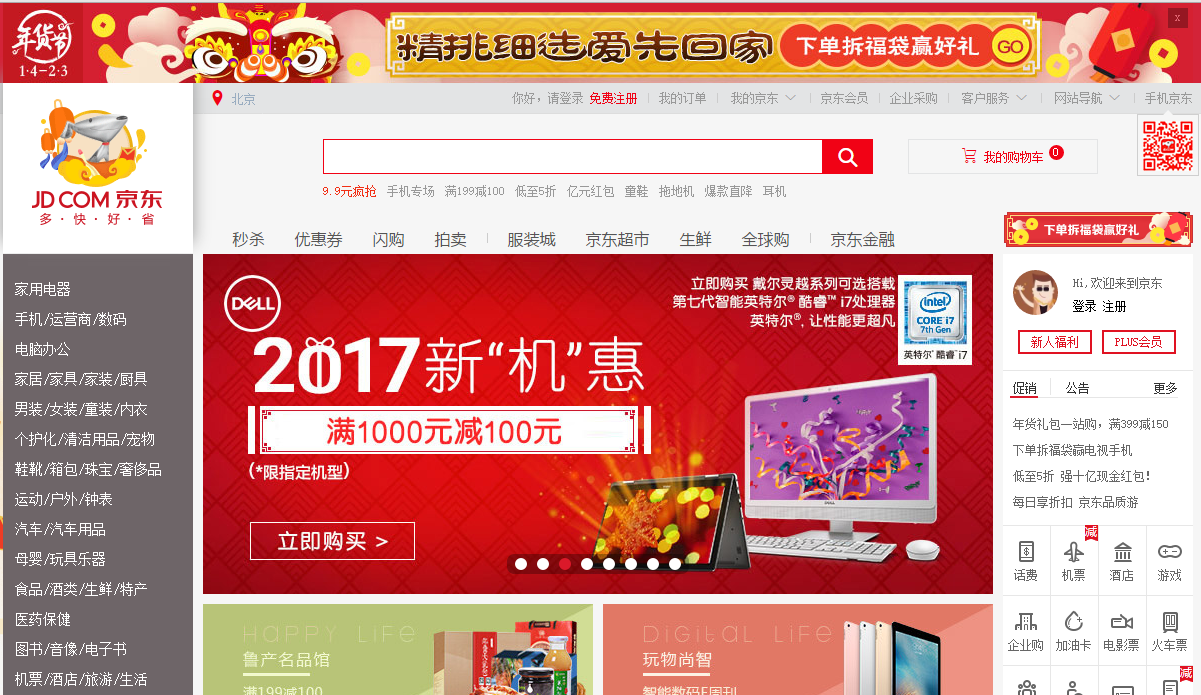 年货节
1·4-2·3
精挑细选爱先回家
下单拆福袋赢好礼
GO
x
北京
你好，请登录 免费注册
我的订单
我的京东
京东会员
企业采购
客户服务
网站导航
手机京东
JD.COM 京东
多·快·好·省
我的购物车 0
9.9元疯抢 手机专场 满199减100 低至5折 亿元红包 童鞋 拖地机 爆款直降 耳机
秒杀 优惠券 闪购 拍卖 服装城 京东超市 生鲜 全球购 京东金融
下单拆福袋赢好礼
家用电器
手机/运营商/数码
电脑办公
家居/家具/家装/厨具
男装/女装/童装/内衣
个护化/清洁用品/宠物
鞋靴/箱包/珠宝/奢侈品
运动/户外/钟表
汽车/汽车用品
母婴/玩具乐器
食品/酒类/生鲜/特产
医药保健
图书/音像/电子书
机票/酒店/旅游/生活
DELL
立即购买 戴尔灵越系列可选搭载
第七代智能英特尔® 酷睿™ i7处理器
英特尔®, 让性能更超凡
intel
CORE i7
7th Gen
英特尔® 酷睿™ i7
2017新“机”惠
满1000元减100元
(*限指定机型)
立即购买 >
DELL
HAPPY LIFE
鲁产名品馆
满199减100
DIGITAL LIFE
玩物尚智
智能数码E周刊
Hi,欢迎来到京东
登录 注册
新人福利
PLUS会员
促销
公告
更多
年货礼包一站购，满399减150
下单拆福袋赢电视手机
低至5折 强十亿现金红包！
每日享折扣 京东品质游
减
话费 机票 酒店 游戏
企业购 加油卡 电影票 火车票
减